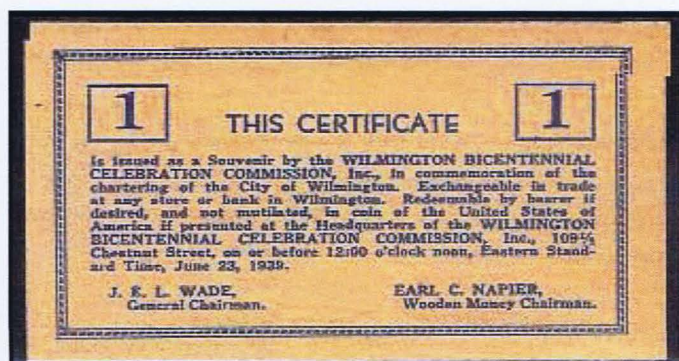 1 THIS CERTIFICATE 1
Is issued as a Souvenir by the WILMINGTON BICENTENNIAL
CELEBRATION COMMISSION, Inc., in commemoration of the
chartering of the City of Wilmington. Exchangeable in trade
at any store or bank in Wilmington. Redeemable by bearer if
desired, and not mutilated, in coin of the United States of
America if presented at the Headquarters of the WILMINGTON
BICENTENNIAL CELEBRATION COMMISSION, Inc.,
Chestnut Street, on or before 12:00 o'clock noon, Eastern Stand-
ard Time, June 23, 1939.
J. E. L. WADE, EARL C. NAPIER,
General Chairman. Wooden Money Chairman.